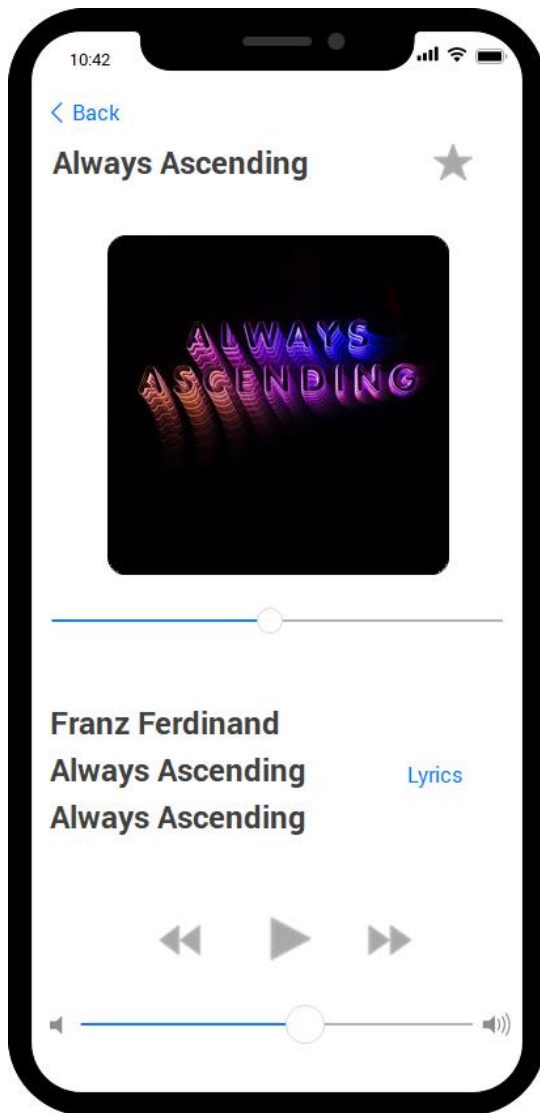 10:42
Back
Always Ascending
ALWAYS
ASCENDING
Franz Ferdinand
Always Ascending
Lyrics
Always Ascending